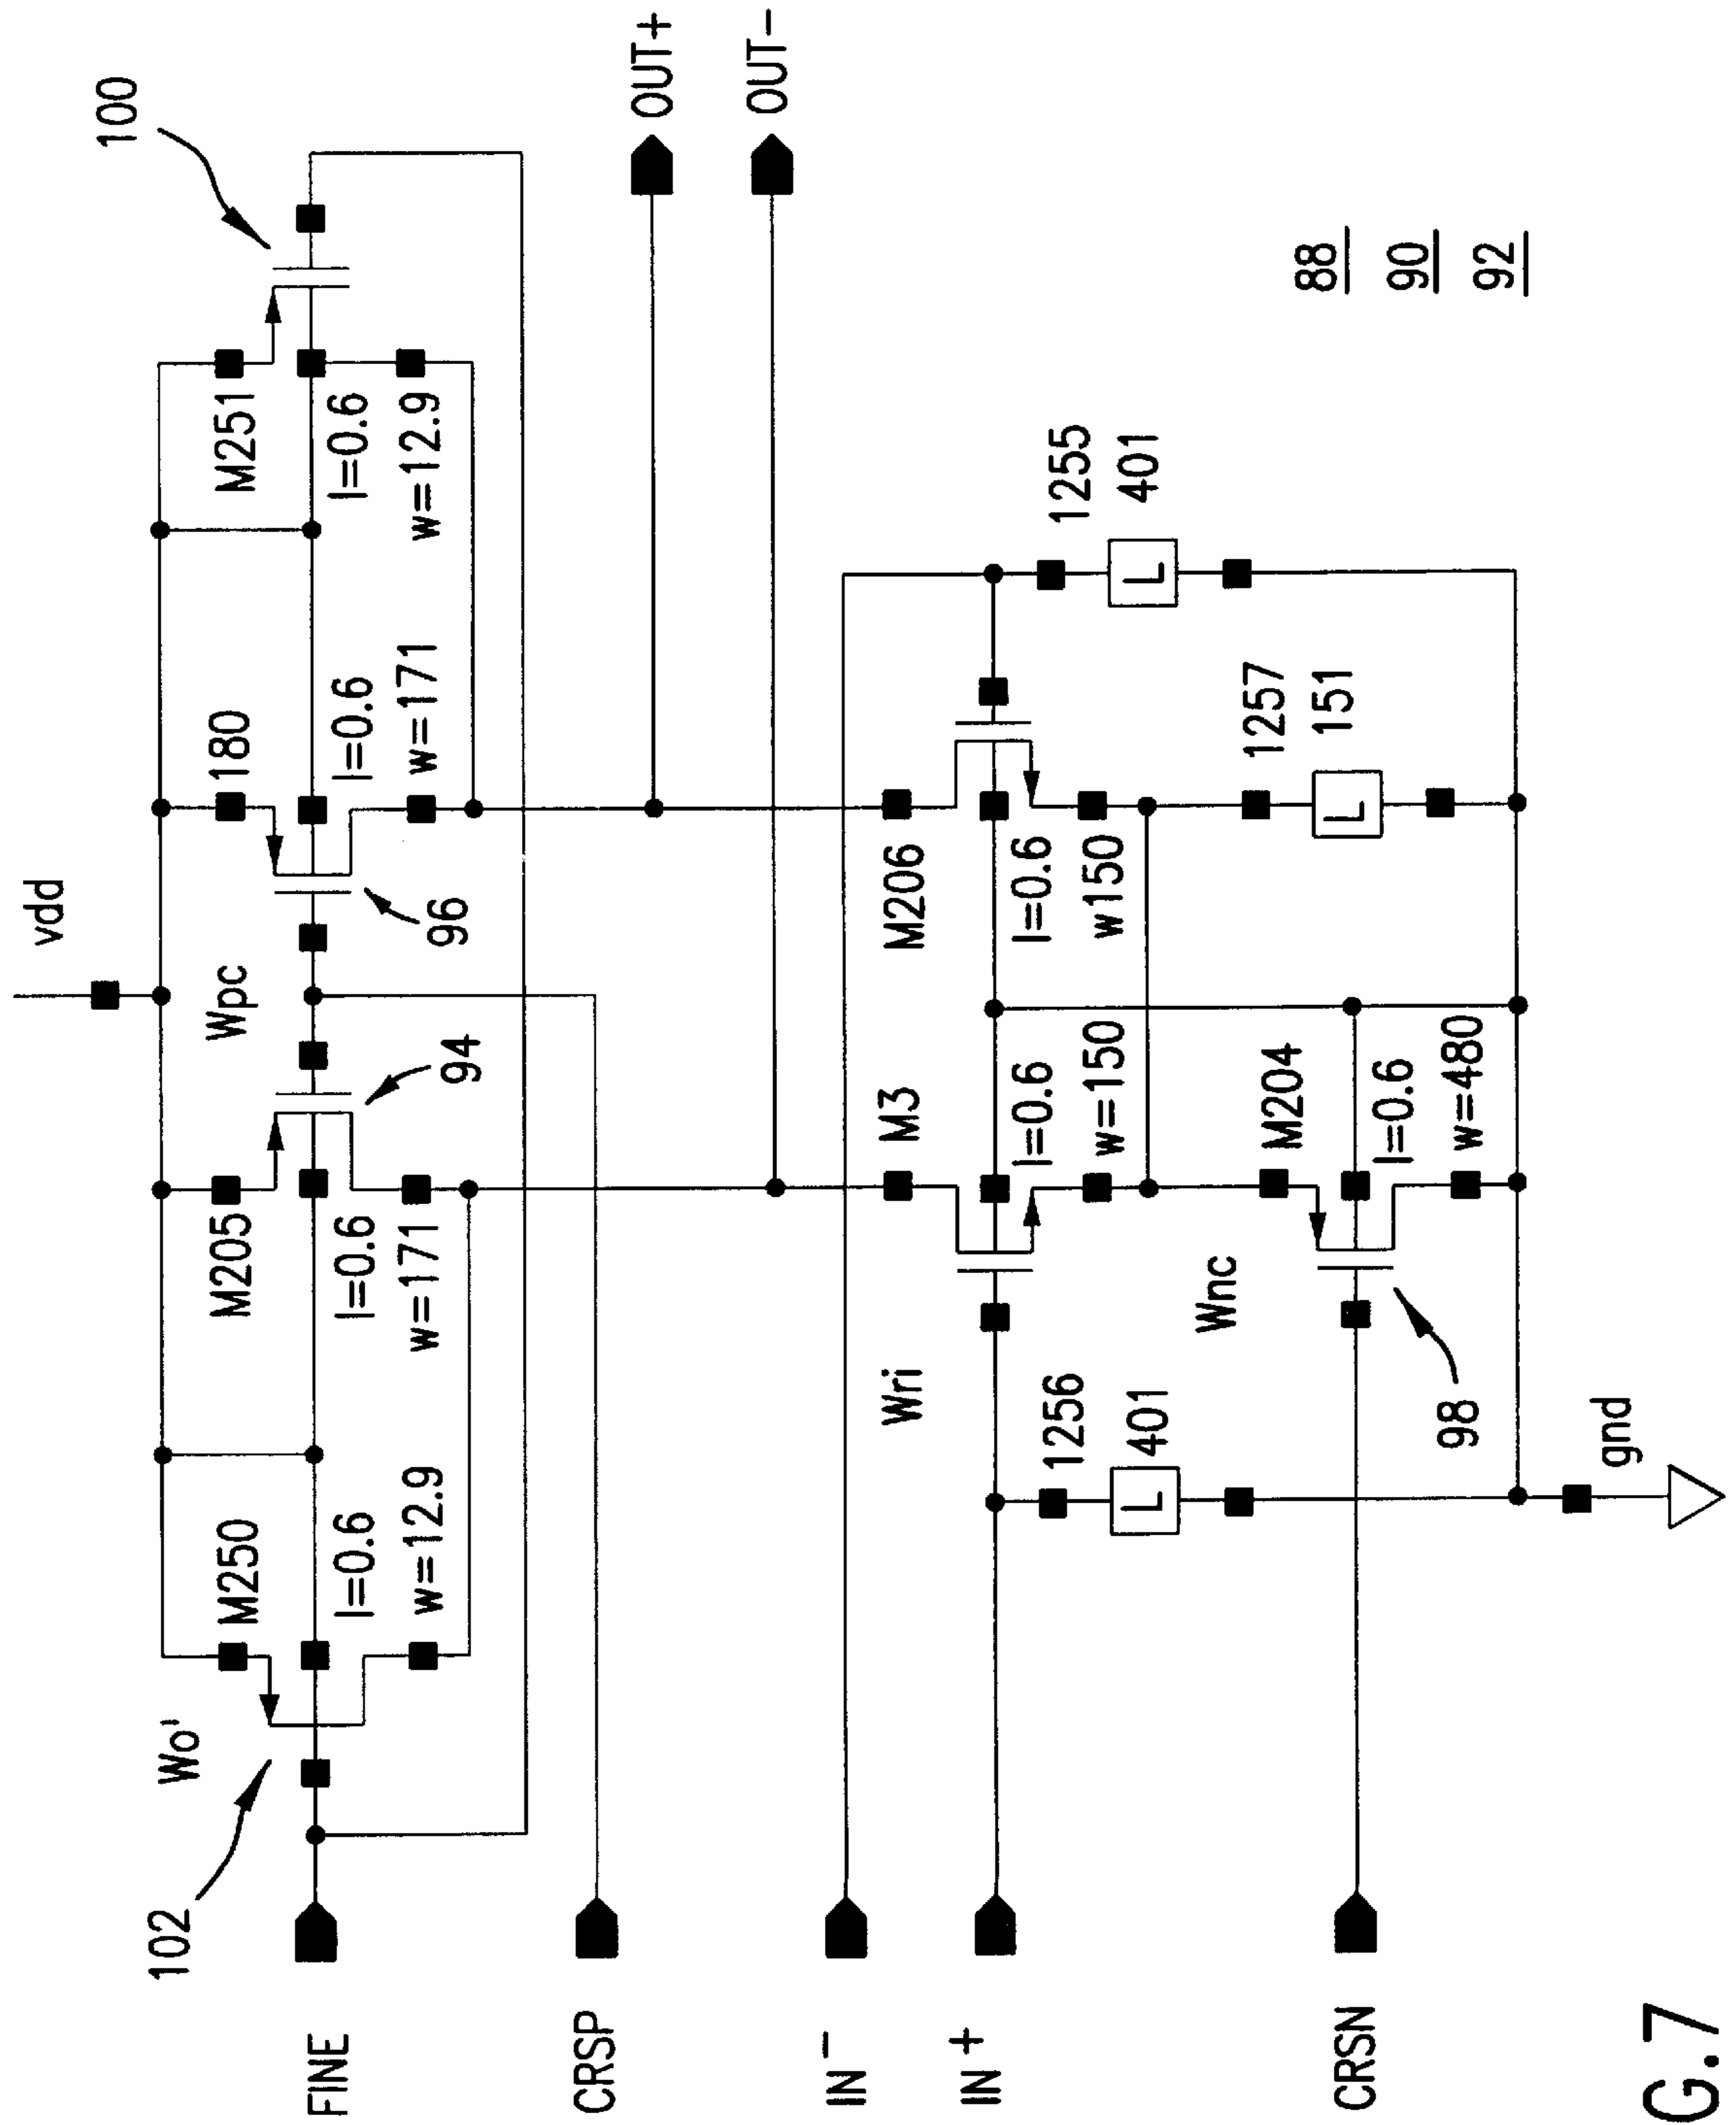 vdd
102
Wo'
M250
l=0.6
w=12.9
M205
l=0.6
w=171
94
Wpc
96
180
l=0.6
w=171
M251
l=0.6
w=12.9
100
FINE
CRSP
OUT+
OUT−
IN−
IN+
CRSN
Wri
M3
l=0.6
w=150
M206
l=0.6
w150
1256
401
L
1255
401
L
1257
151
L
Wnc
M204
l=0.6
w=480
98
gnd
88
90
92
G.7